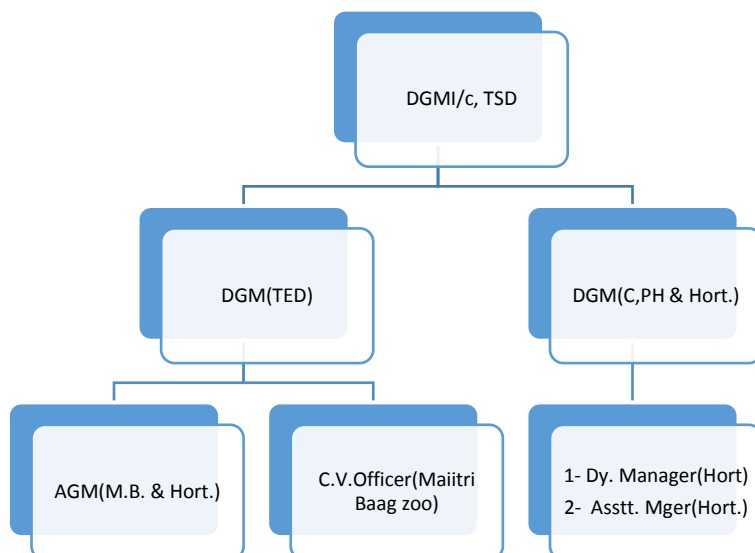 DGMI/c, TSD
DGM(TED)
DGM(C,PH & Hort.)
AGM(M.B. & Hort.)
C.V.Officer(Maiitri
Baag zoo)
1- Dy. Manager(Hort)
2- Asstt. Mger(Hort.)